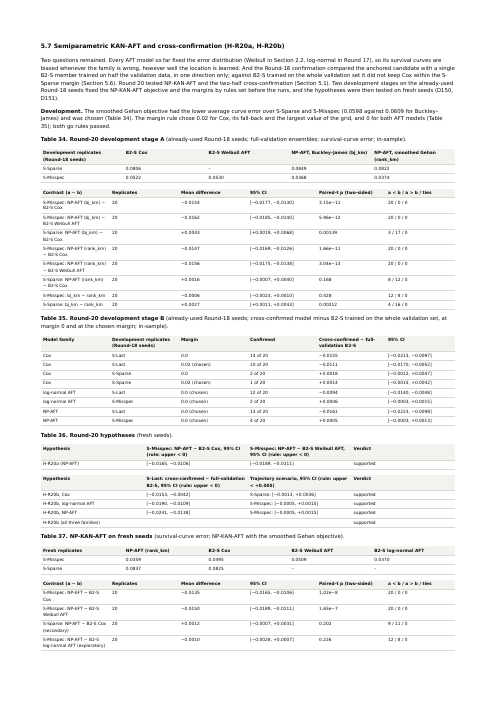 5.7 Semiparametric KAN-AFT and cross-confirmation (H-R20a, H-R20b)
Two questions remained. Every AFT model so far fixed the error distribution (Weibull in Section 2.2, log-normal in Round 17), so its survival curves are
biased whenever the family is wrong, however well the location is learned. And the Round-18 confirmation compared the anchored candidate with a single
B2-S member trained on half the validation data, in one direction only; against B2-S trained on the whole validation set it did not keep Cox within the S-
Sparse margin (Section 5.6). Round 20 tested NP-KAN-AFT and the two-half cross-confirmation (Section 5.1). Two development stages on the already-
used Round-18 seeds fixed the NP-KAN-AFT objective and the margins by rules set before the runs, and the hypotheses were then tested on fresh seeds (D150,
D151).
Development. The smoothed Gehan objective had the lower average curve error over S-Sparse and S-Misspec (0.0598 against 0.0609 for Buckley-
James) and was chosen (Table 34). The margin rule chose 0.02 for Cox, its fall-back and the largest value of the grid, and 0 for both AFT models (Table
35); both go rules passed.
Table 34. Round-20 development stage A (already-used Round-18 seeds; full-validation ensembles; survival-curve error; in-sample).
Development replicates (Round-18 seeds) B2-S Cox B2-S Weibull AFT NP-AFT, Buckley-James (bj_km) NP-AFT, smoothed Gehan (rank_km)
S-Sparse 0.0806 – 0.0849 0.0822
S-Misspec 0.0522 0.0530 0.0368 0.0374
Contrast (a − b) Replicates Mean difference 95% CI Paired-t p (two-sided) a < b / a > b / ties
S-Misspec: NP-AFT (bj_km) − B2-S Cox 20 −0.0154 [−0.0177, −0.0130] 3.15e−11 20 / 0 / 0
S-Misspec: NP-AFT (bj_km) − B2-S Weibull AFT 20 −0.0162 [−0.0185, −0.0140] 5.96e−12 20 / 0 / 0
S-Sparse: NP-AFT (bj_km) − B2-S Cox 20 +0.0043 [+0.0019, +0.0068] 0.00139 3 / 17 / 0
S-Misspec: NP-AFT (rank_km) − B2-S Cox 20 −0.0147 [−0.0169, −0.0126] 1.66e−11 20 / 0 / 0
S-Misspec: NP-AFT (rank_km) − B2-S Weibull AFT 20 −0.0156 [−0.0175, −0.0138] 3.04e−13 20 / 0 / 0
S-Sparse: NP-AFT (rank_km) − B2-S Cox 20 +0.0016 [−0.0007, +0.0040] 0.168 8 / 12 / 0
S-Misspec: bj_km − rank_km 20 −0.0006 [−0.0023, +0.0010] 0.428 12 / 8 / 0
S-Sparse: bj_km − rank_km 20 +0.0027 [+0.0011, +0.0043] 0.00212 4 / 16 / 0
Table 35. Round-20 development stage B (already-used Round-18 seeds; cross-confirmed model minus B2-S trained on the whole validation set, at
margin 0 and at the chosen margin; in-sample).
Model family Development replicates (Round-18 seeds) Margin Confirmed Cross-confirmed − full-validation B2-S 95% CI
Cox S-Last 0.0 14 of 20 −0.0155 [−0.0213, −0.0097]
Cox S-Last 0.02 (chosen) 10 of 20 −0.0111 [−0.0170, −0.0052]
Cox S-Sparse 0.0 2 of 20 +0.0018 [−0.0012, +0.0047]
Cox S-Sparse 0.02 (chosen) 1 of 20 +0.0014 [−0.0015, +0.0042]
log-normal AFT S-Last 0.0 (chosen) 12 of 20 −0.0094 [−0.0140, −0.0048]
log-normal AFT S-Misspec 0.0 (chosen) 2 of 20 +0.0006 [−0.0003, +0.0015]
NP-AFT S-Last 0.0 (chosen) 13 of 20 −0.0161 [−0.0223, −0.0098]
NP-AFT S-Misspec 0.0 (chosen) 4 of 20 +0.0005 [−0.0003, +0.0013]
Table 36. Round-20 hypotheses (fresh seeds).
Hypothesis S-Misspec: NP-AFT − B2-S Cox, 95% CI (rule: upper < 0) S-Misspec: NP-AFT − B2-S Weibull AFT, 95% CI (rule: upper < 0) Verdict
H-R20a (NP-AFT) [−0.0165, −0.0106] [−0.0189, −0.0111] supported
Hypothesis S-Last: cross-confirmed − full-validation B2-S, 95% CI (rule: upper < 0) Trajectory scenario, 95% CI (rule: upper < +0.005) Verdict
H-R20b, Cox [−0.0153, −0.0042] S-Sparse: [−0.0013, +0.0036] supported
H-R20b, log-normal AFT [−0.0190, −0.0109] S-Misspec: [−0.0005, +0.0015] supported
H-R20b, NP-AFT [−0.0241, −0.0138] S-Misspec: [−0.0005, +0.0014] supported
H-R20b (all three families) supported
Table 37. NP-KAN-AFT on fresh seeds (survival-curve error; NP-KAN-AFT with the smoothed Gehan objective).
Fresh replicates NP-AFT (rank_km) B2-S Cox B2-S Weibull AFT B2-S log-normal AFT
S-Misspec 0.0359 0.0495 0.0509 0.0370
S-Sparse 0.0837 0.0825 – –
Contrast (a − b) Replicates Mean difference 95% CI Paired-t p (two-sided) a < b / a > b / ties
S-Misspec: NP-AFT − B2-S Cox 20 −0.0135 [−0.0165, −0.0106] 1.02e−8 20 / 0 / 0
S-Misspec: NP-AFT − B2-S Weibull AFT 20 −0.0150 [−0.0189, −0.0111] 1.65e−7 20 / 0 / 0
S-Sparse: NP-AFT − B2-S Cox (secondary) 20 +0.0012 [−0.0007, +0.0031] 0.202 9 / 11 / 0
S-Misspec: NP-AFT − B2-S log-normal AFT (exploratory) 20 −0.0010 [−0.0028, +0.0007] 0.226 12 / 8 / 0